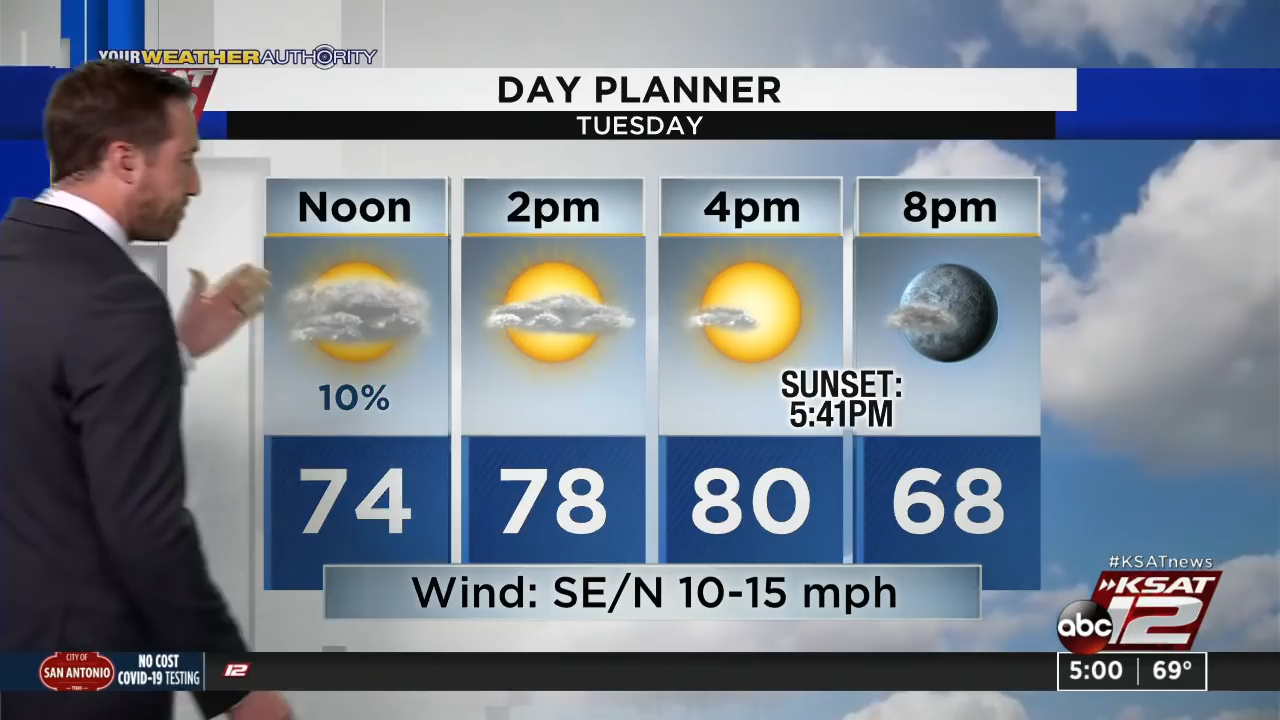 YOURWEATHERAUTHORITY
DAY PLANNER
TUESDAY
Noon
2pm
4pm
8pm
10%
SUNSET:
5:41PM
74
78
80
68
Wind: SE/N 10-15 mph
#KSATnews
KSAT
12
abc
CITY OF
SAN ANTONIO
TEXAS
NO COST
COVID-19 TESTING
12
5:00
69°